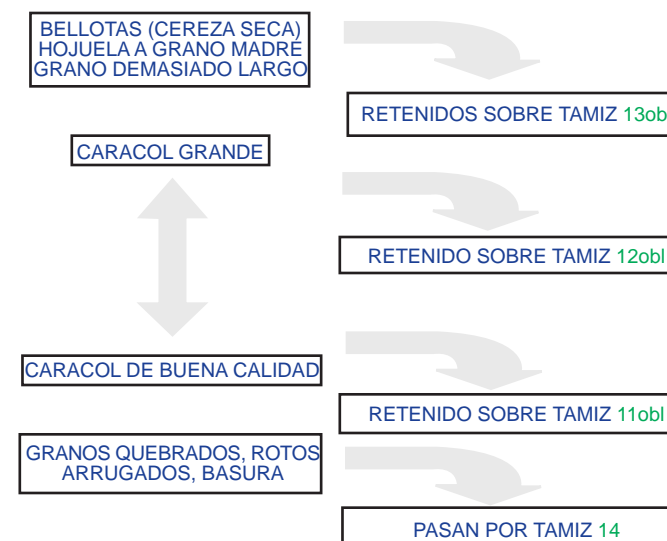 BELLOTAS (CEREZA SECA)
HOJUELA A GRANO MADRE
GRANO DEMASIADO LARGO
RETENIDOS SOBRE TAMIZ 13obl
CARACOL GRANDE
RETENIDO SOBRE TAMIZ 12obl
CARACOL DE BUENA CALIDAD
RETENIDO SOBRE TAMIZ 11obl
GRANOS QUEBRADOS, ROTOS
ARRUGADOS, BASURA
PASAN POR TAMIZ 14